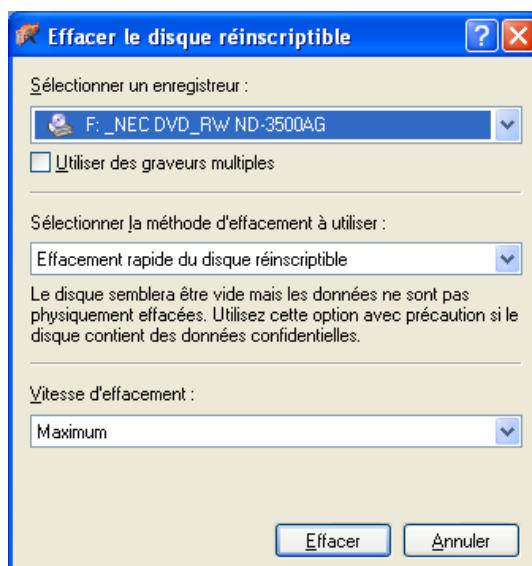 Effacer le disque réinscriptible
Sélectionner un enregistreur :
F: _NEC DVD_RW ND-3500AG
Utiliser des graveurs multiples
Sélectionner la méthode d'effacement à utiliser :
Effacement rapide du disque réinscriptible
Le disque semblera être vide mais les données ne sont pas
physiquement effacées. Utilisez cette option avec précaution si le
disque contient des données confidentielles.
Vitesse d'effacement :
Maximum
Effacer Annuler